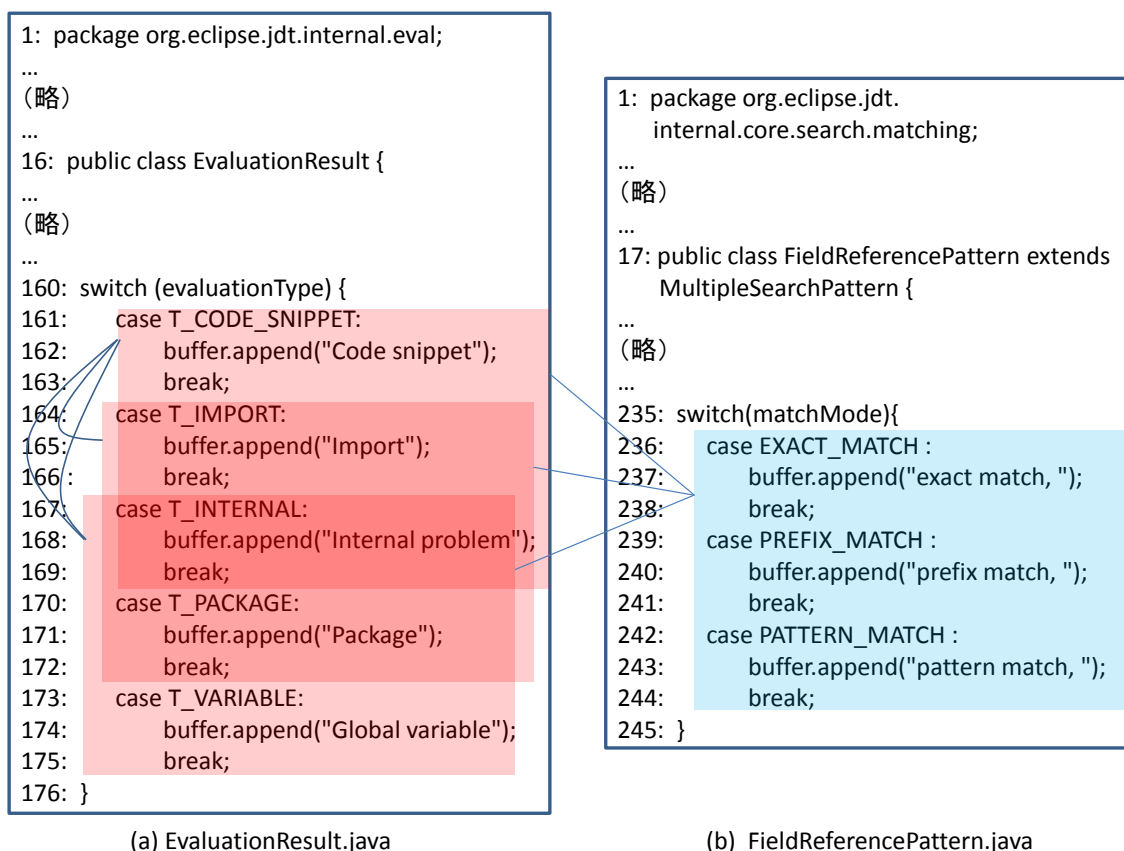 1: package org.eclipse.jdt.internal.eval;
...
（略）
...
16: public class EvaluationResult {
...
（略）
...
160: switch (evaluationType) {
161: case T_CODE_SNIPPET:
162: buffer.append("Code snippet");
163: break;
164: case T_IMPORT:
165: buffer.append("Import");
166 : break;
167: case T_INTERNAL:
168: buffer.append("Internal problem");
169: break;
170: case T_PACKAGE:
171: buffer.append("Package");
172: break;
173: case T_VARIABLE:
174: buffer.append("Global variable");
175: break;
176: }
(a) EvaluationResult.java
1: package org.eclipse.jdt.
internal.core.search.matching;
...
（略）
...
17: public class FieldReferencePattern extends
MultipleSearchPattern {
...
（略）
...
235: switch(matchMode){
236: case EXACT_MATCH :
237: buffer.append("exact match, ");
238: break;
239: case PREFIX_MATCH :
240: buffer.append("prefix match, ");
241: break;
242: case PATTERN_MATCH :
243: buffer.append("pattern match, ");
244: break;
245: }
(b) FieldReferencePattern.java